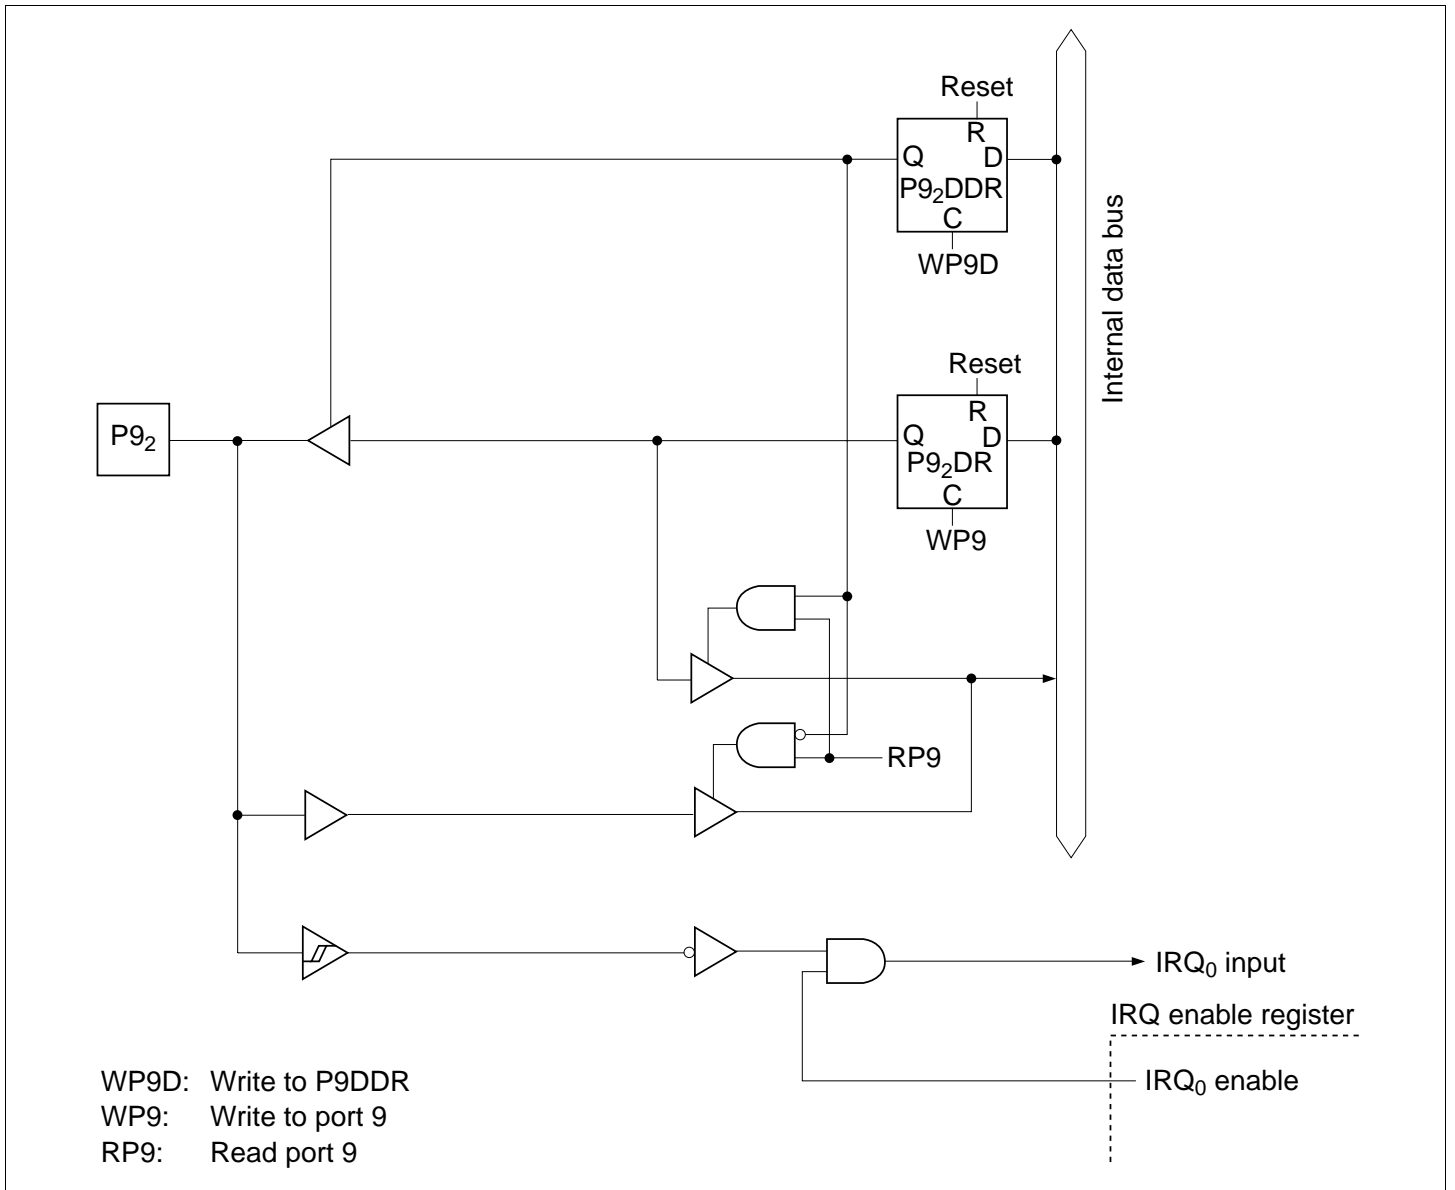 Reset
R
Q D
P9₂DDR
C
WP9D
Internal data bus
Reset
R
Q D
P9₂DR
C
WP9
P9₂
RP9
IRQ₀ input
IRQ enable register
IRQ₀ enable
WP9D: Write to P9DDR
WP9: Write to port 9
RP9: Read port 9